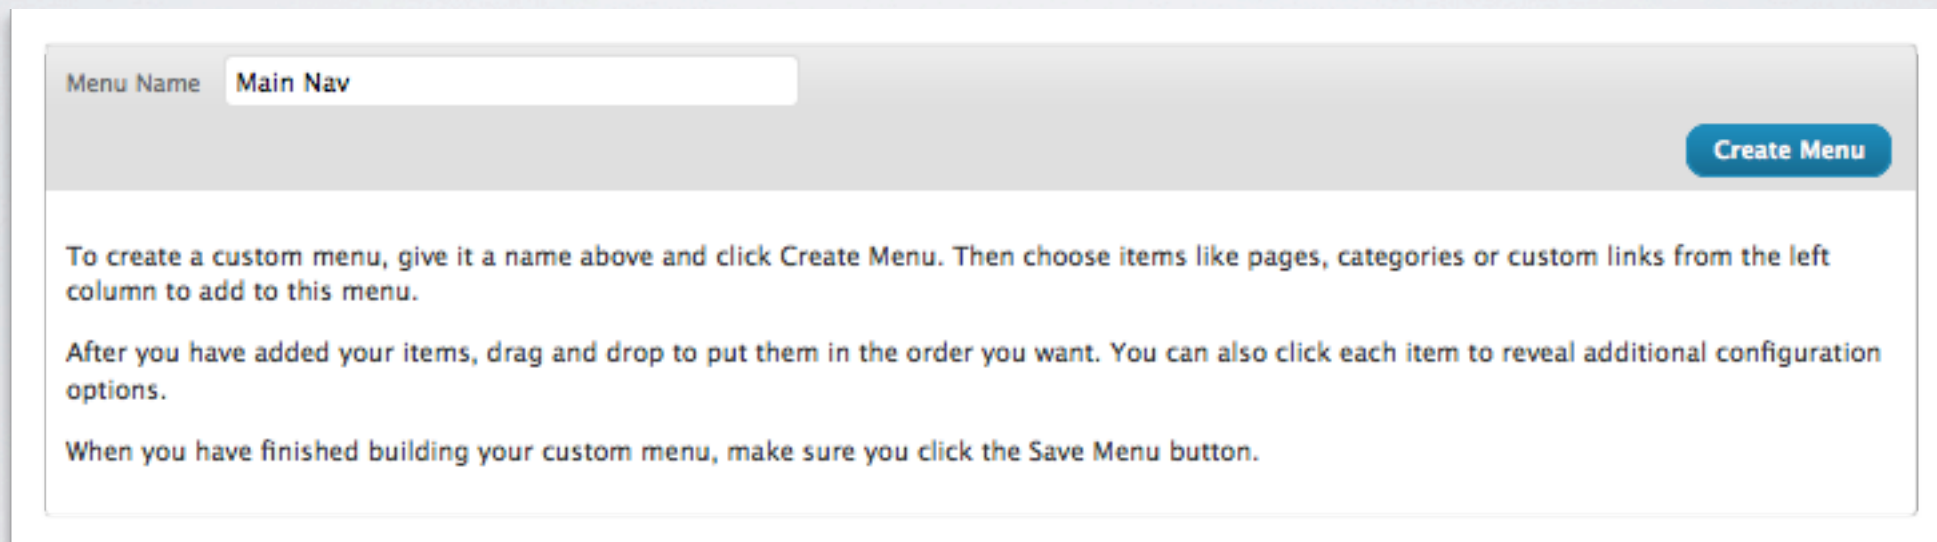 Menu Name Main Nav
Create Menu
To create a custom menu, give it a name above and click Create Menu. Then choose items like pages, categories or custom links from the left
column to add to this menu.
After you have added your items, drag and drop to put them in the order you want. You can also click each item to reveal additional configuration
options.
When you have finished building your custom menu, make sure you click the Save Menu button.